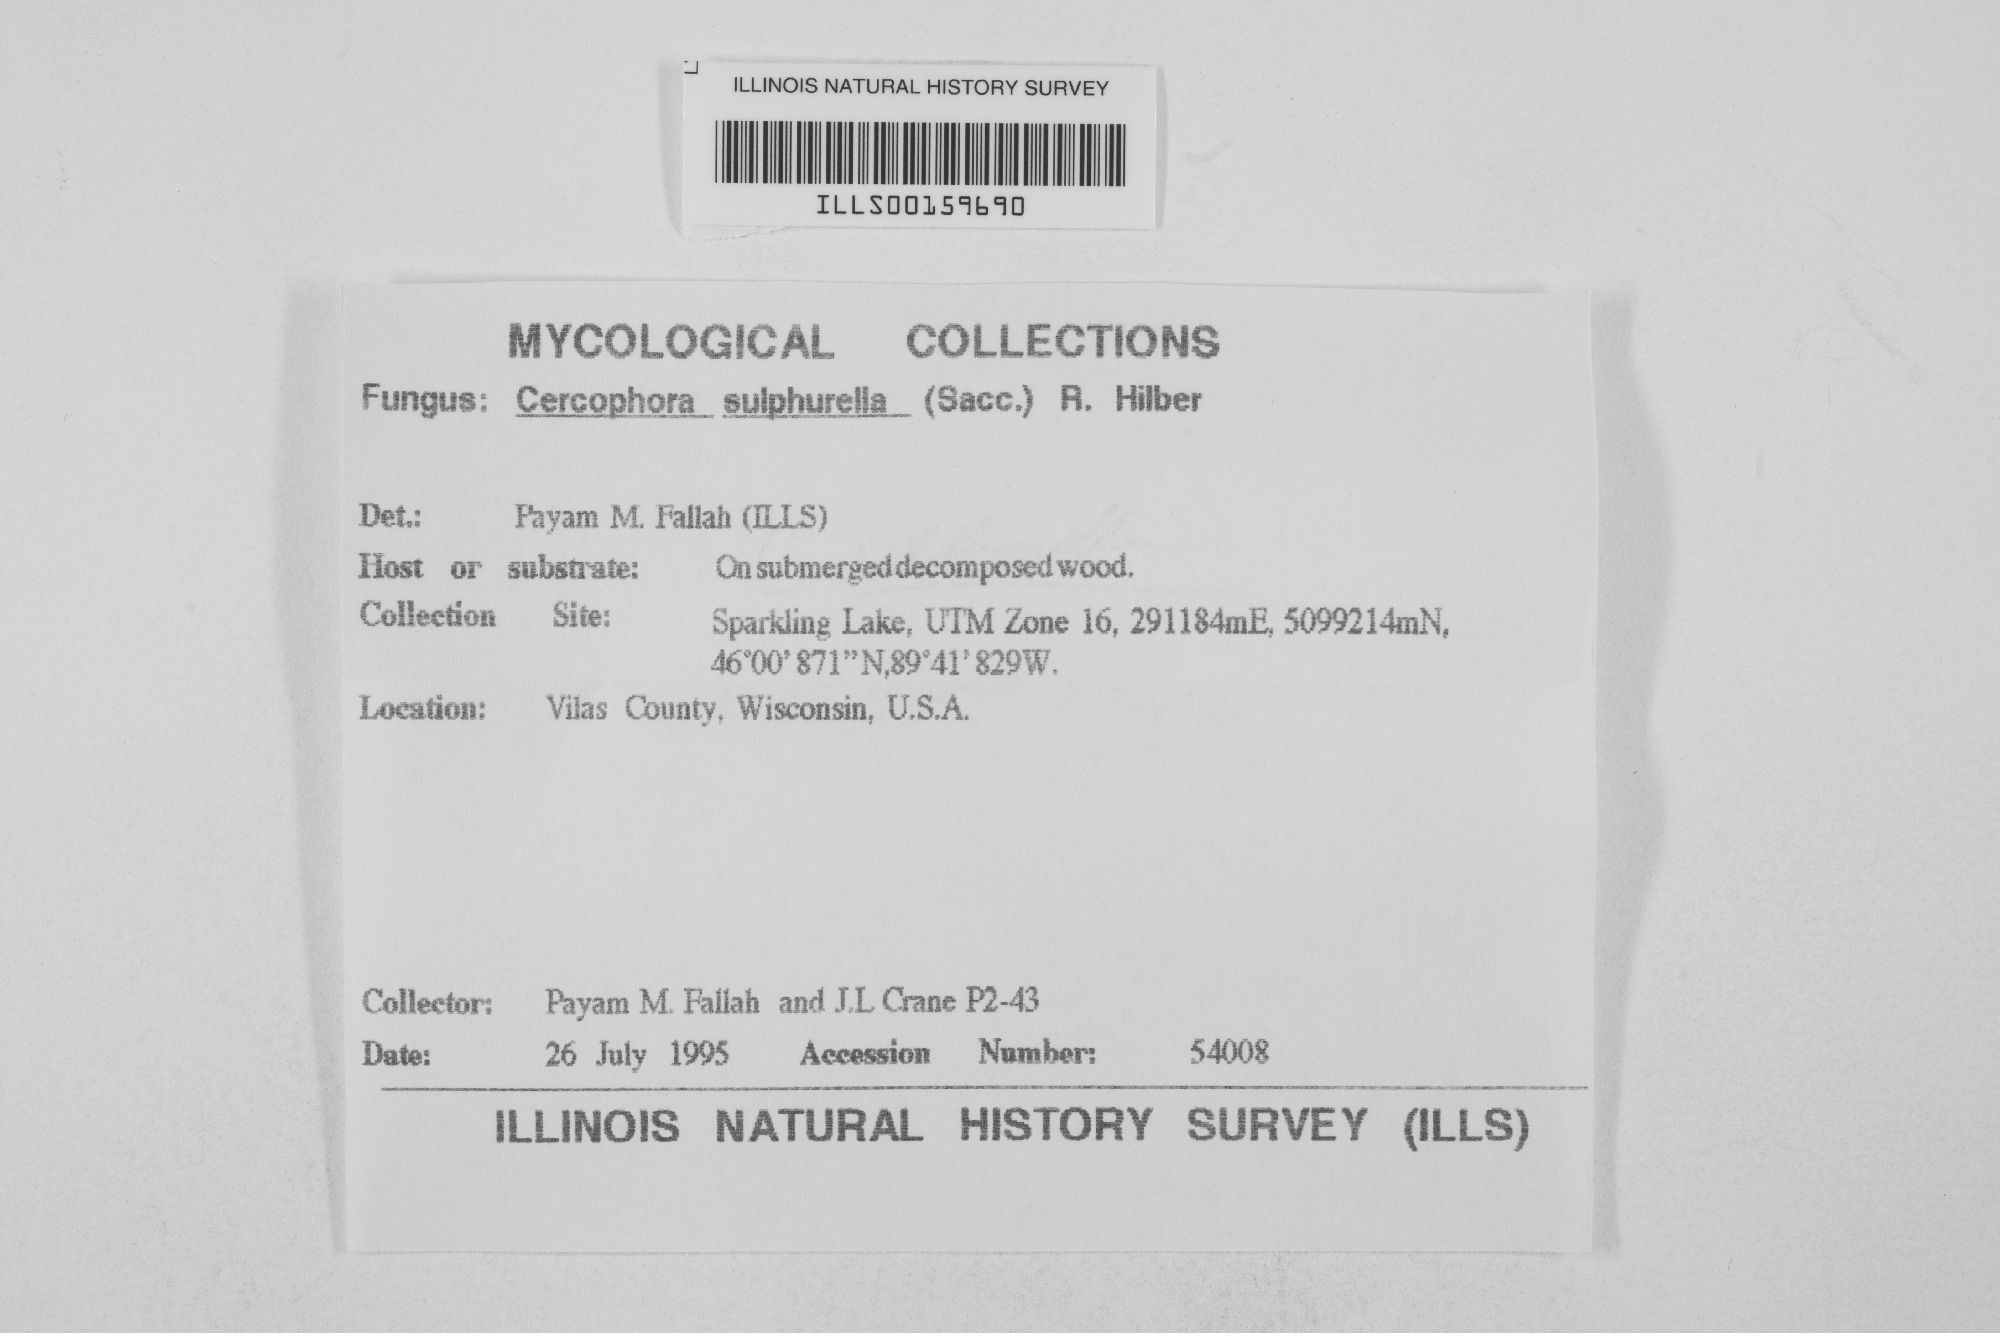 ILLINOIS NATURAL HISTORY SURVEY
ILLS00159690
MYCOLOGICAL COLLECTIONS
Fungus: Cercophora sulphurella (Sacc.) R. Hilber
Det.: Payam M. Fallah (ILLS)
Host or substrate: On submerged decomposed wood.
Collection Site: Sparkling Lake, UTM Zone 16, 291184mE, 5099214mN,
46°00' 871” N,89°41' 829W.
Location: Vilas County, Wisconsin, U.S.A.
Collector: Payam M. Fallah and J.L Crane P2-43
Date: 26 July 1995 Accession Number: 54008
ILLINOIS NATURAL HISTORY SURVEY (ILLS)